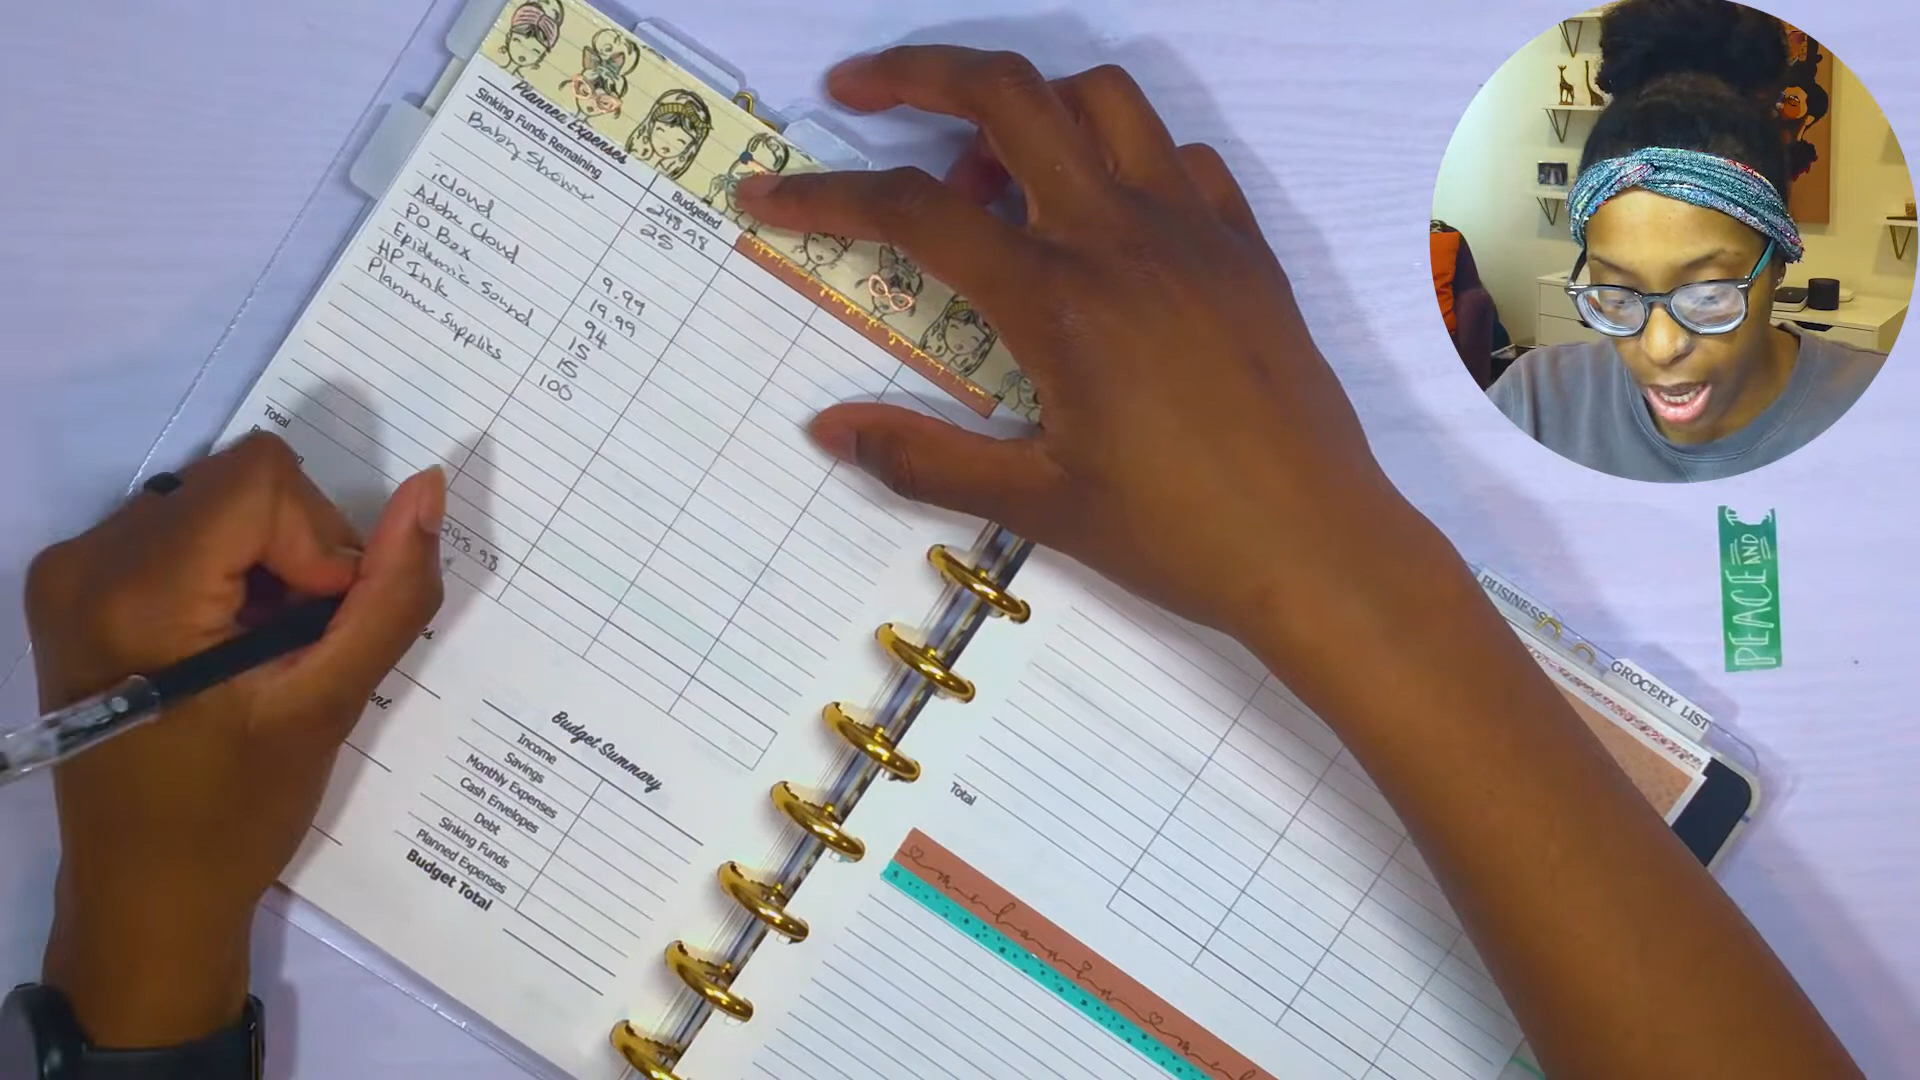 Planned Expenses
Sinking Funds Remaining
Budgeted
248.98
Baby Shower
25
iCloud 9.99
Adobe Cloud 19.99
PO Box 94
Epidemic Sound 15
HP Ink 15
Planner supplies 100
Total
248.98
Budget Summary
Income
Savings
Monthly Expenses
Cash Envelopes
Debt
Sinking Funds
Planned Expenses
Budget Total
Total
melanin mel
BUSINESS
GROCERY LIST
PEACE AND